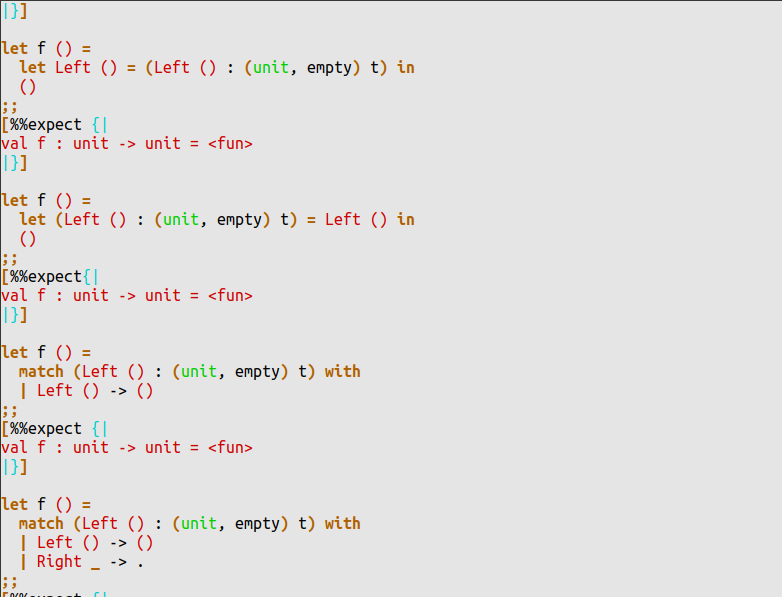 |}]
let f () =
  let Left () = (Left () : (unit, empty) t) in
  ()
;;
[%%expect {|
val f : unit -> unit = <fun>
|}]
let f () =
  let (Left () : (unit, empty) t) = Left () in
  ()
;;
[%%expect{|
val f : unit -> unit = <fun>
|}]
let f () =
  match (Left () : (unit, empty) t) with
  | Left () -> ()
;;
[%%expect {|
val f : unit -> unit = <fun>
|}]
let f () =
  match (Left () : (unit, empty) t) with
  | Left () -> ()
  | Right _ -> .
;;
[%%expect {|